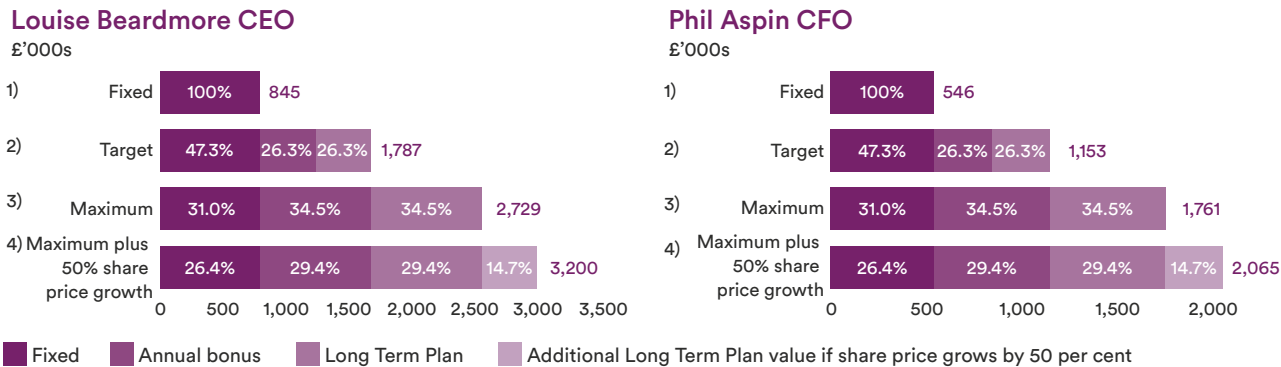 Louise Beardmore CEO
£’000s
1) Fixed 100% 845
2) Target 47.3% 26.3% 26.3% 1,787
3) Maximum 31.0% 34.5% 34.5% 2,729
4) Maximum plus
50% share
price growth
26.4% 29.4% 29.4% 14.7% 3,200
0 500 1,000 1,500 2,000 2,500 3,000 3,500
Phil Aspin CFO
£’000s
1) Fixed 100% 546
2) Target 47.3% 26.3% 26.3% 1,153
3) Maximum 31.0% 34.5% 34.5% 1,761
4) Maximum plus
50% share
price growth
26.4% 29.4% 29.4% 14.7% 2,065
0 500 1,000 1,500 2,000
Fixed Annual bonus Long Term Plan Additional Long Term Plan value if share price grows by 50 per cent